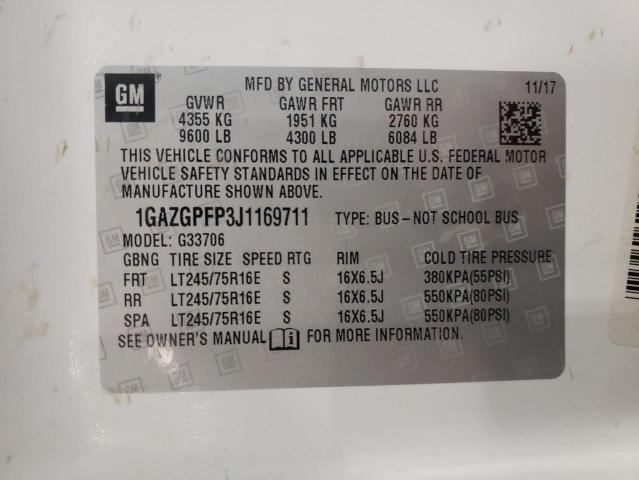 GM
MFD BY GENERAL MOTORS LLC 11/17
GVWR GAWR FRT GAWR RR
4355 KG 1951 KG 2760 KG
9600 LB 4300 LB 6084 LB
THIS VEHICLE CONFORMS TO ALL APPLICABLE U.S. FEDERAL MOTOR
VEHICLE SAFETY STANDARDS IN EFFECT ON THE DATE OF
MANUFACTURE SHOWN ABOVE.
1GAZGPFP3J1169711 TYPE: BUS-NOT SCHOOL BUS
MODEL: G33706
GBNG TIRE SIZE SPEED RTG RIM COLD TIRE PRESSURE
FRT LT245/75R16E S 16X6.5J 380KPA(55PSI)
RR LT245/75R16E S 16X6.5J 550KPA(80PSI)
SPA LT245/75R16E S 16X6.5J 550KPA(80PSI)
SEE OWNER'S MANUAL FOR MORE INFORMATION.